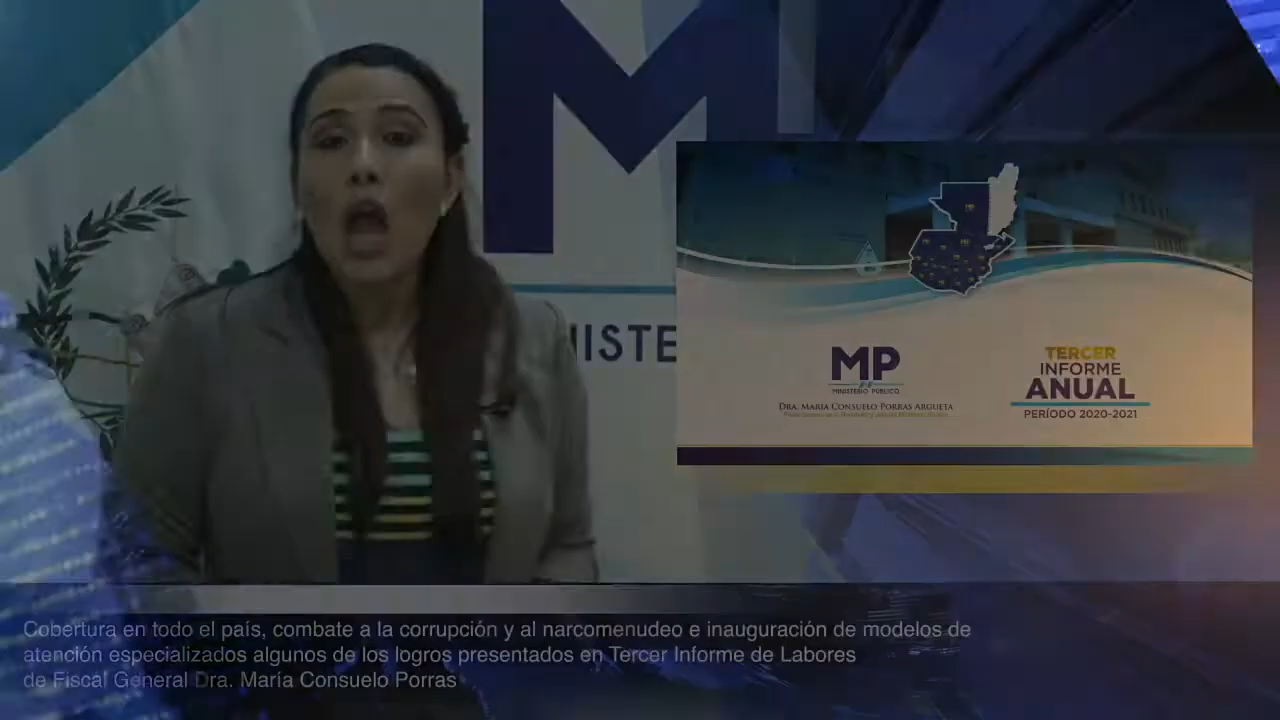 M
NISTE
MP
MINISTERIO PÚBLICO
DRA. MARÍA CONSUELO PORRAS ARGUETA
TERCER
INFORME
ANUAL
PERÍODO 2020-2021
Cobertura en todo el país, combate a la corrupción y al narcomenudeo e inauguración de modelos de
atención especializados algunos de los logros presentados en Tercer Informe de Labores
de Fiscal General Dra. María Consuelo Porras